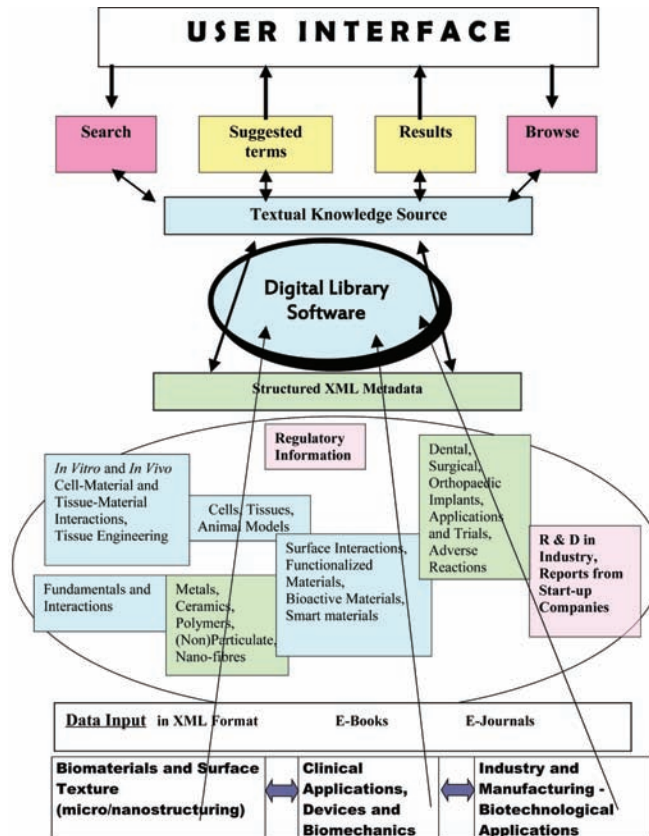 USER INTERFACE
Search
Suggested
terms
Results
Browse
Textual Knowledge Source
Digital Library
Software
Structured XML Metadata
Regulatory
Information
In Vitro and In Vivo
Cell-Material and
Tissue-Material
Interactions,
Tissue Engineering
Cells, Tissues,
Animal Models
Dental,
Surgical,
Orthopaedic
Implants,
Applications
and Trials,
Adverse
Reactions
R & D in
Industry,
Reports from
Start-up
Companies
Surface Interactions,
Functionalized
Materials,
Bioactive Materials,
Smart materials
Fundamentals and
Interactions
Metals,
Ceramics,
Polymers,
(Non)Particulate,
Nano-fibres
Data Input in XML Format E-Books E-Journals
Biomaterials and Surface
Texture
(micro/nanostructuring)
Clinical
Applications,
Devices and
Biomechanics
Industry and
Manufacturing -
Biotechnological
Applications